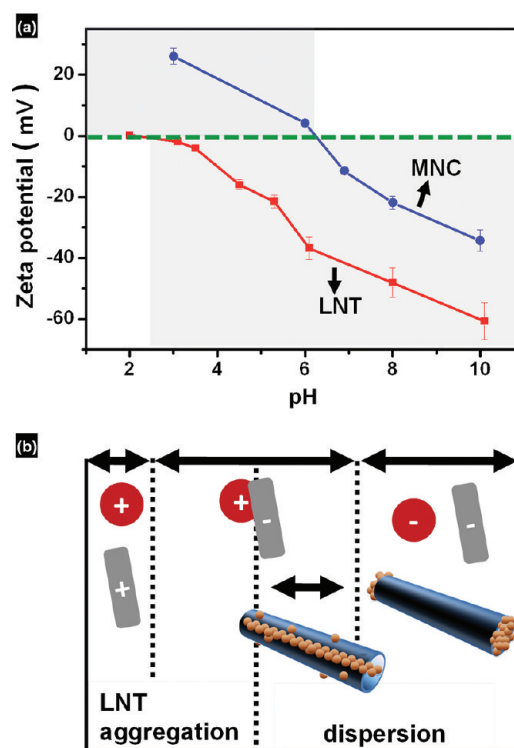 (a)
Zeta potential ( mV )
20
0
-20
-40
-60
MNC
LNT
2 4 6 8 10
pH
(b)
+ + -
+ - -
LNT
aggregation
dispersion